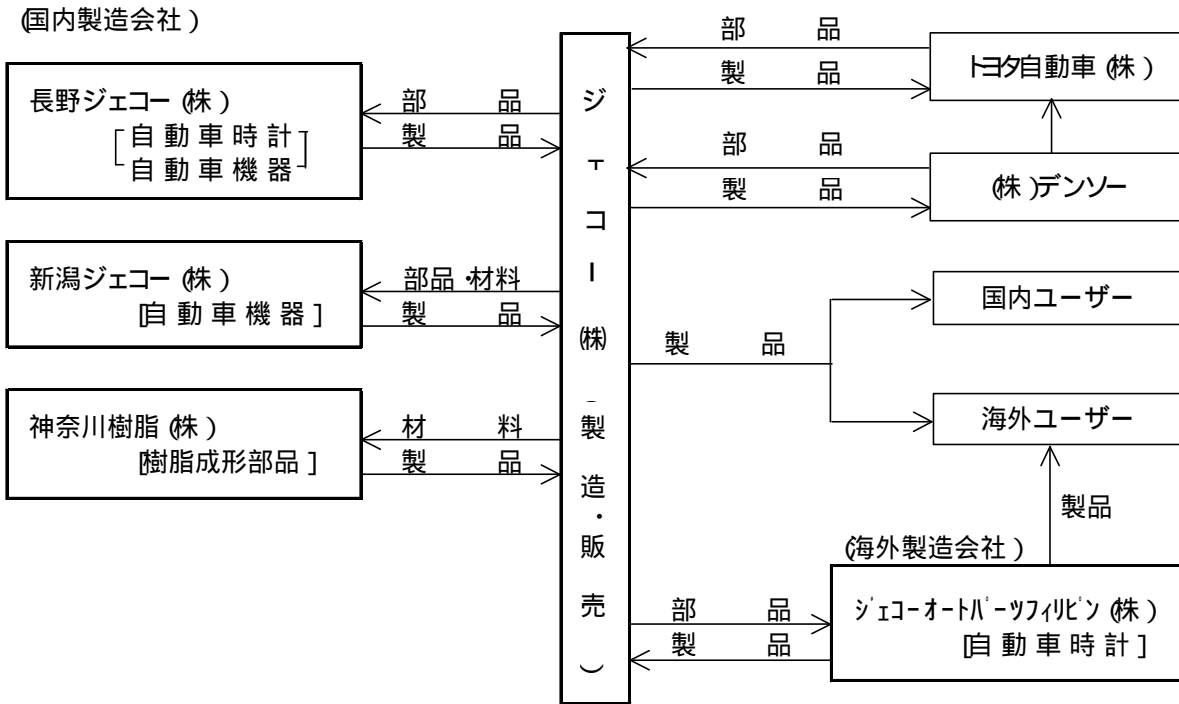 (国内製造会社)
長野ジェコー(株)
自動車時計
自動車機器
部品
製品
新潟ジェコー(株)
[自動車機器]
部品・材料
製品
神奈川樹脂(株)
[樹脂成形部品]
材料
製品
ジェコー(株)(製造・販売)
部品
製品
トヨタ自動車(株)
部品
製品
(株)デンソー
製品
国内ユーザー
海外ユーザー
製品
(海外製造会社)
部品
製品
ジェコーオートパーツフィリピン(株)
[自動車時計]